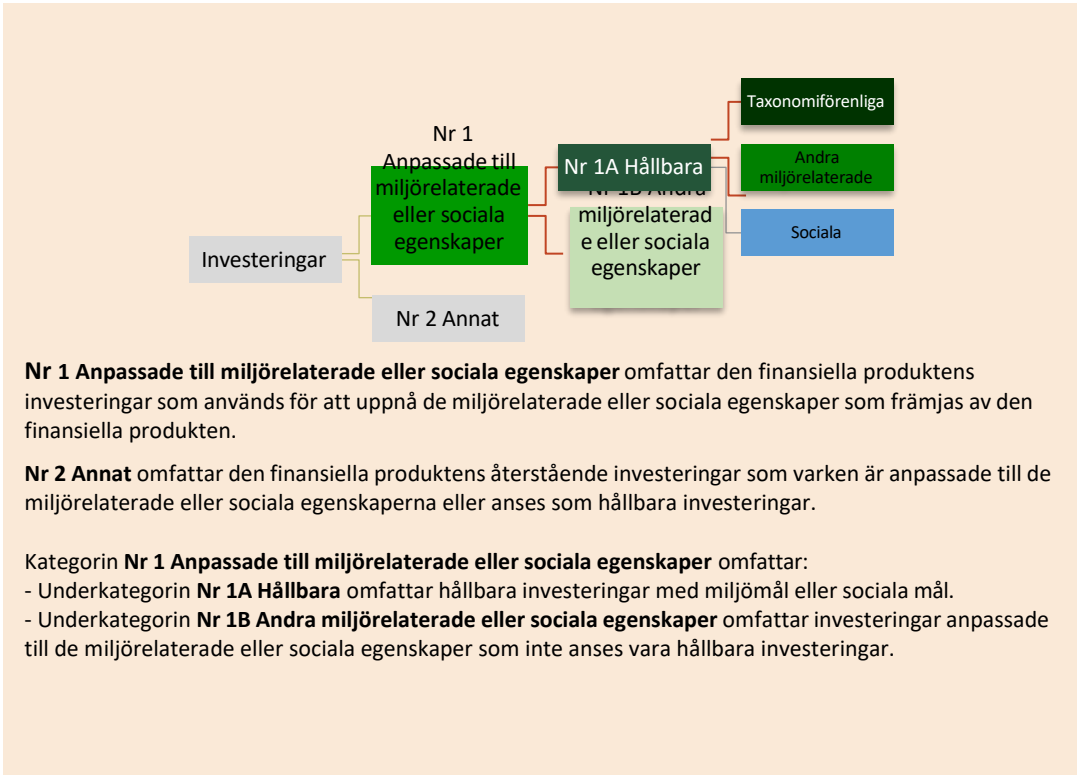 Taxonomiförenliga
Nr 1
Anpassade till
miljörelaterade
eller sociala
egenskaper
Nr 1A Hållbara
Andra
miljörelaterade
Nr 1B Andra
miljörelaterad
e eller sociala
egenskaper
Sociala
Investeringar
Nr 2 Annat
Nr 1 Anpassade till miljörelaterade eller sociala egenskaper omfattar den finansiella produktens
investeringar som används för att uppnå de miljörelaterade eller sociala egenskaper som främjas av den
finansiella produkten.
Nr 2 Annat omfattar den finansiella produktens återstående investeringar som varken är anpassade till de
miljörelaterade eller sociala egenskaperna eller anses som hållbara investeringar.
Kategorin Nr 1 Anpassade till miljörelaterade eller sociala egenskaper omfattar:
- Underkategorin Nr 1A Hållbara omfattar hållbara investeringar med miljömål eller sociala mål.
- Underkategorin Nr 1B Andra miljörelaterade eller sociala egenskaper omfattar investeringar anpassade
till de miljörelaterade eller sociala egenskaper som inte anses vara hållbara investeringar.